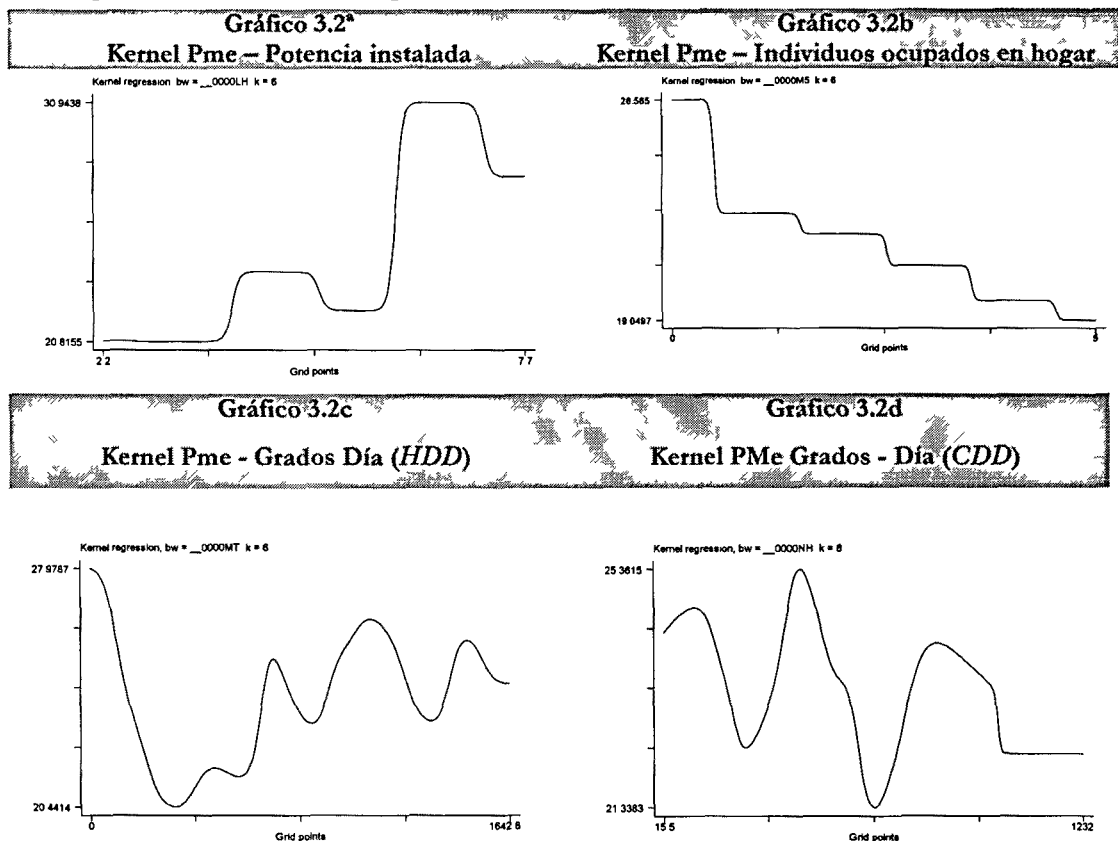 Gráfico 3.2ª
Kernel Pme – Potencia instalada
Gráfico 3.2b
Kernel Pme – Individuos ocupados en hogar
Kernel regression bw = __0000LH k = 6
30 9438
20 8155
2 2
7 7
Grid points
Kernel regression bw = __0000M5 k = 6
28.585
19 0497
0
5
Grid points
Gráfico 3.2c
Kernel Pme - Grados Día (HDD)
Gráfico 3.2d
Kernel PMe Grados - Día (CDD)
Kernel regression, bw = __0000MT k = 6
27 9787
20 4414
0
1642 8
Grid points
Kernel regression, bw = __0000NH k = 6
25 3615
21 3383
15 5
1232
Grid points